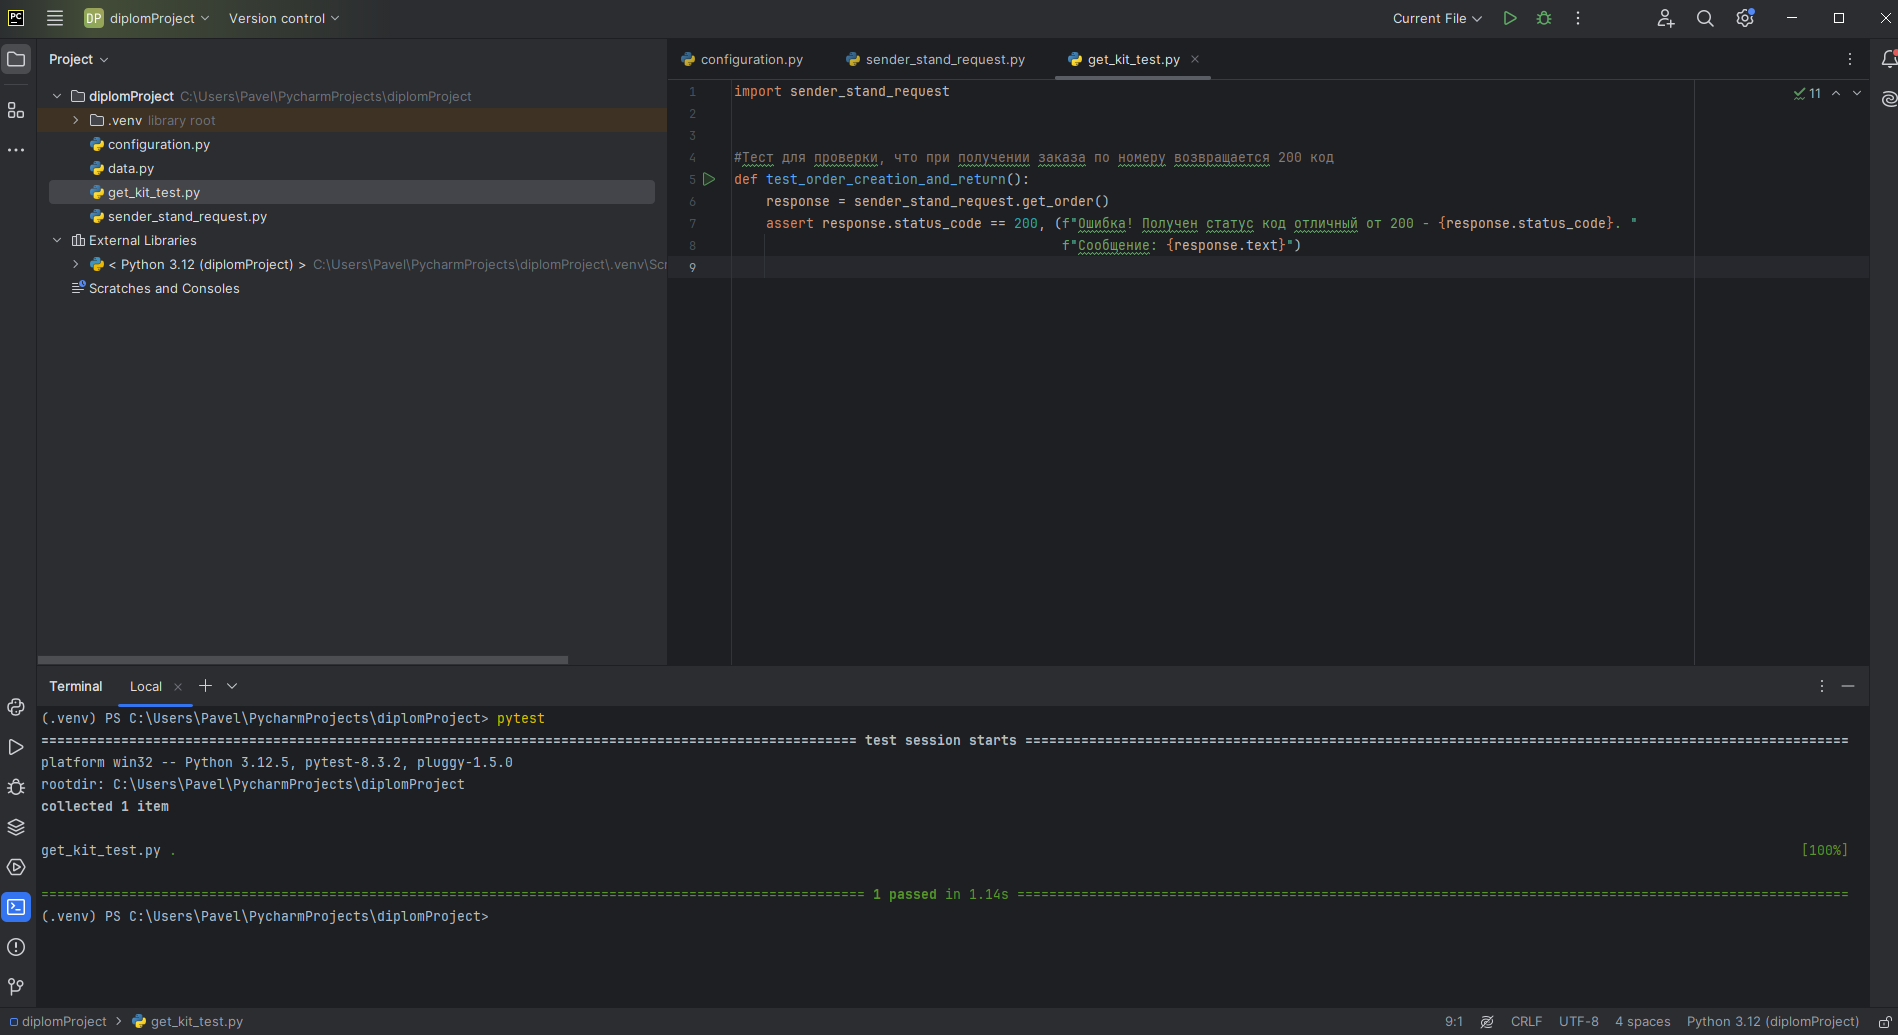 PC DP diplomProject Version control Current File
Project
configuration.py sender_stand_request.py get_kit_test.py
diplomProject C:\Users\Pavel\PycharmProjects\diplomProject
.venv library root
configuration.py
data.py
get_kit_test.py
sender_stand_request.py
External Libraries
< Python 3.12 (diplomProject) > C:\Users\Pavel\PycharmProjects\diplomProject\.venv\Scr
Scratches and Consoles
11
1 import sender_stand_request
2
3
4 #Тест для проверки, что при получении заказа по номеру возвращается 200 код
5 def test_order_creation_and_return():
6 response = sender_stand_request.get_order()
7 assert response.status_code == 200, (f"Ошибка! Получен статус код отличный от 200 - {response.status_code}. "
8 f"Сообщение: {response.text}")
9
Terminal Local
(.venv) PS C:\Users\Pavel\PycharmProjects\diplomProject> pytest
test session starts
platform win32 -- Python 3.12.5, pytest-8.3.2, pluggy-1.5.0
rootdir: C:\Users\Pavel\PycharmProjects\diplomProject
collected 1 item
get_kit_test.py . [100%]
1 passed in 1.14s
(.venv) PS C:\Users\Pavel\PycharmProjects\diplomProject>
diplomProject > get_kit_test.py 9:1 CRLF UTF-8 4 spaces Python 3.12 (diplomProject)